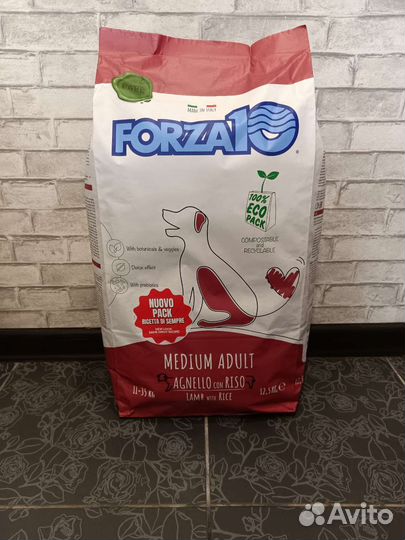 MADE IN ITALY
FORZA10
100%
ECO
PACK
COMPOSTABLE
and
RECYCLABLE
With botanicals & veggies
Detox effect
With prebiotics
NUOVO
PACK
RICETTA DI SEMPRE
MEDIUM ADULT
AGNELLO CON RISO
LAMB WITH RICE
11-35 KG
12.5 KG ℮
Avito